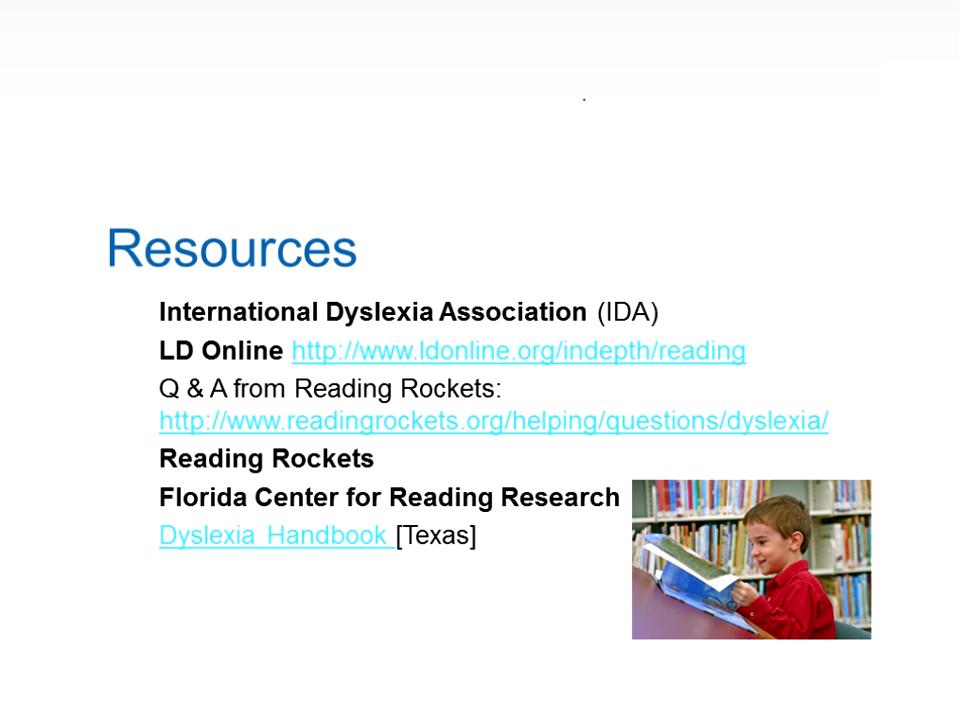 Resources
International Dyslexia Association (IDA)
LD Online http://www.ldonline.org/indepth/reading
Q & A from Reading Rockets:
http://www.readingrockets.org/helping/questions/dyslexia/
Reading Rockets
Florida Center for Reading Research
Dyslexia Handbook [Texas]